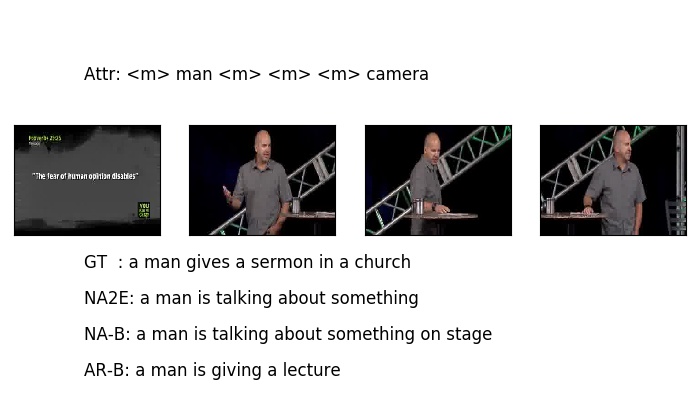 Attr: <m> man <m> <m> <m> camera
Proverbs 29:25
"The fear of human opinion disables"
YOU
GT : a man gives a sermon in a church
NA2E: a man is talking about something
NA-B: a man is talking about something on stage
AR-B: a man is giving a lecture